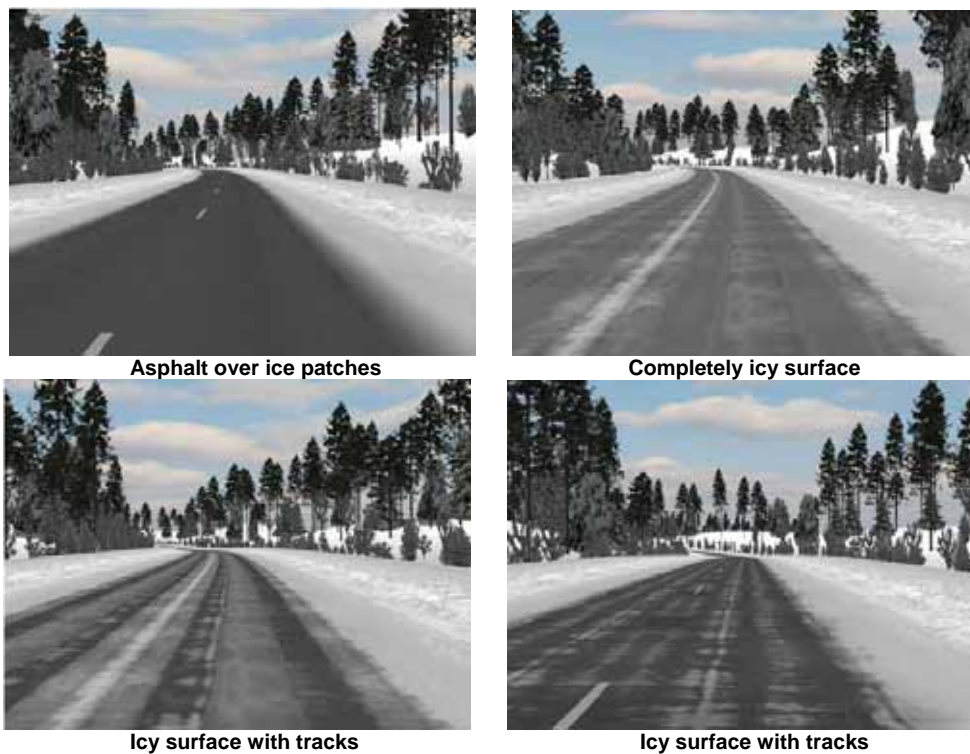 Asphalt over ice patches
Completely icy surface
Icy surface with tracks
Icy surface with tracks